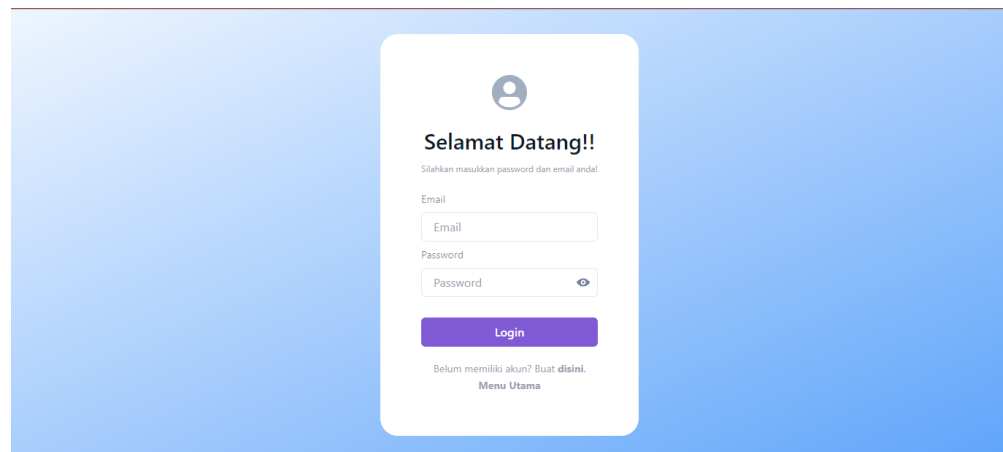 Selamat Datang!!
Silahkan masukkan password dan email anda!
Email
Email
Password
Password
Login
Belum memiliki akun? Buat disini.
Menu Utama